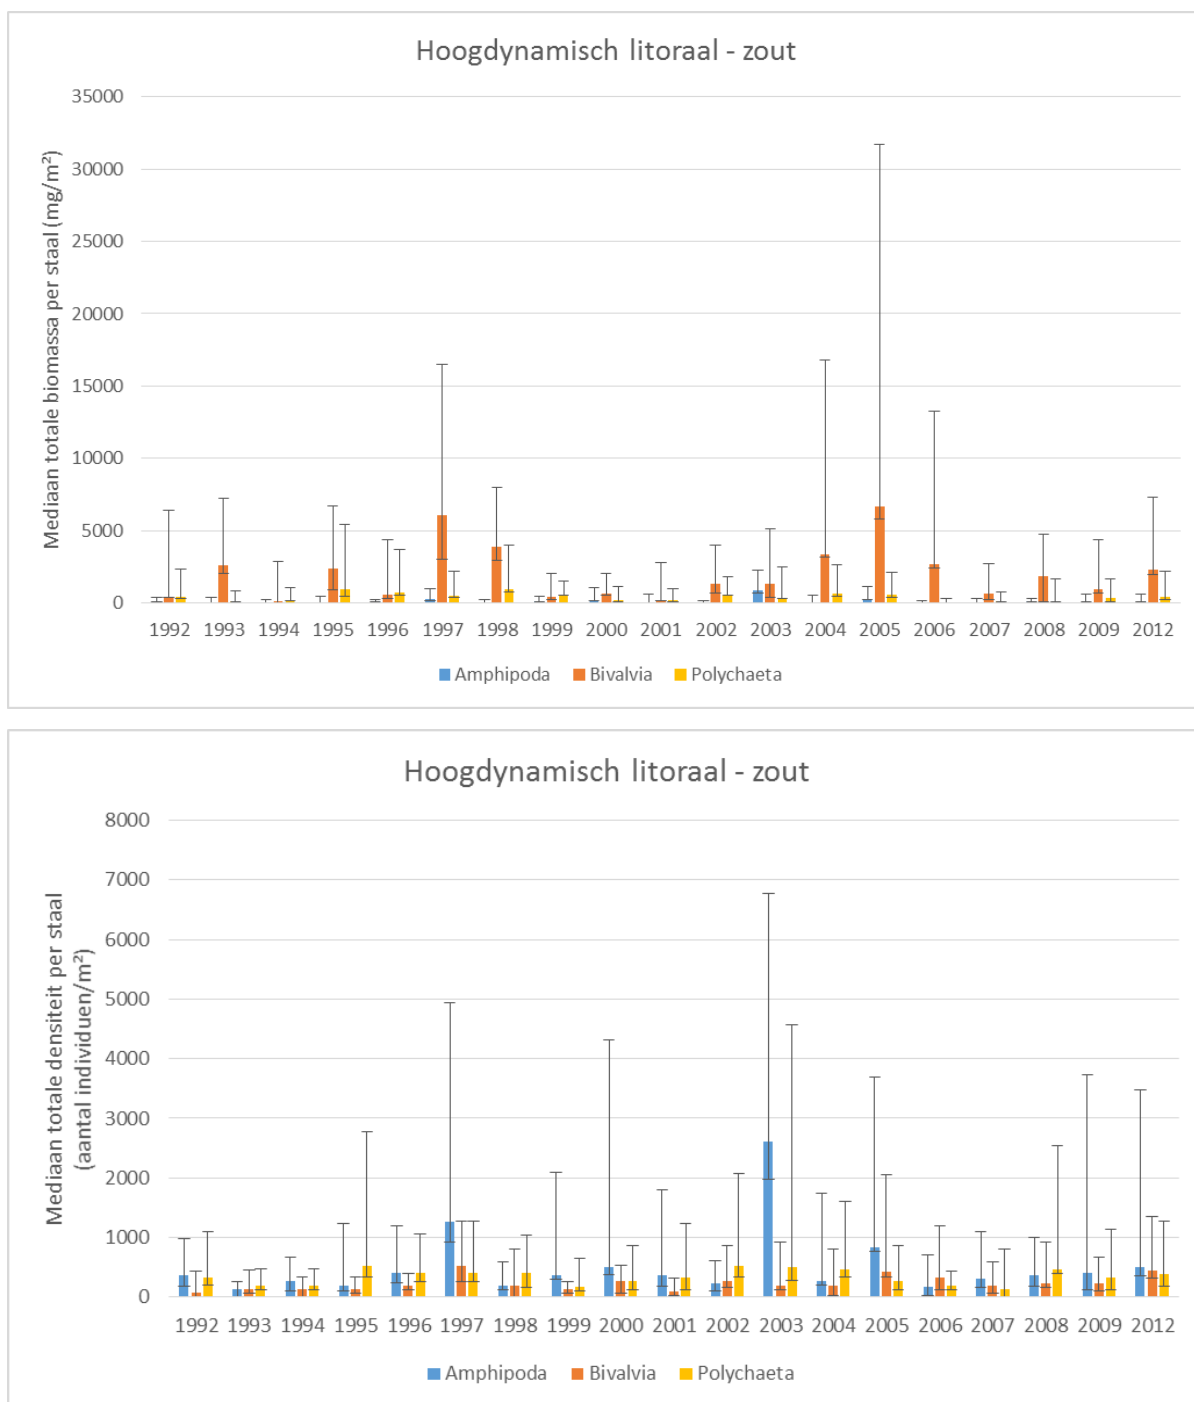 Hoogdynamisch litoraal - zout
Mediaan totale biomassa per staal (mg/m²)
35000
30000
25000
20000
15000
10000
5000
0
1992 1993 1994 1995 1996 1997 1998 1999 2000 2001 2002 2003 2004 2005 2006 2007 2008 2009 2012
Amphipoda Bivalvia Polychaeta
Hoogdynamisch litoraal - zout
Mediaan totale densiteit per staal
(aantal individuen/m²)
8000
7000
6000
5000
4000
3000
2000
1000
0
1992 1993 1994 1995 1996 1997 1998 1999 2000 2001 2002 2003 2004 2005 2006 2007 2008 2009 2012
Amphipoda Bivalvia Polychaeta